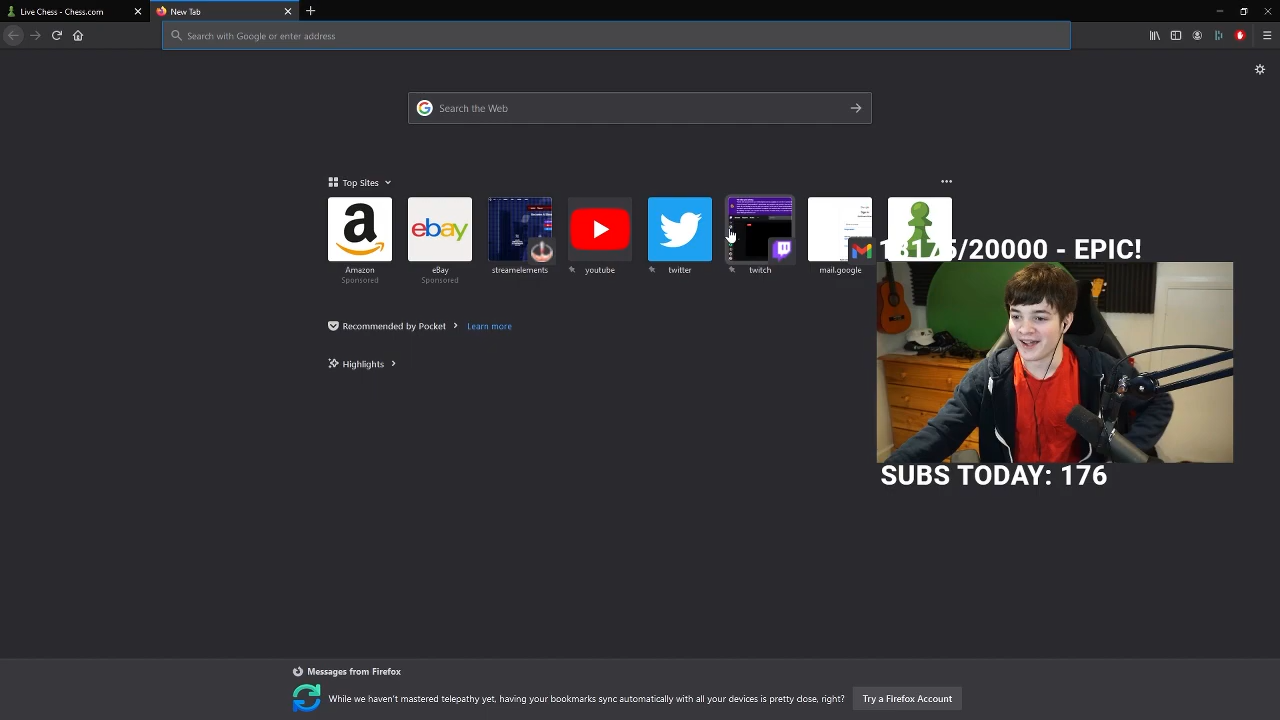 Live Chess - Chess.com
New Tab
Search with Google or enter address
Search the Web
Top Sites
a
ebay
Amazon
Sponsored
eBay
Sponsored
streamelements
youtube
twitter
twitch
mail.google
13175/20000 - EPIC!
Recommended by Pocket
Learn more
Highlights
SUBS TODAY: 176
Messages from Firefox
While we haven't mastered telepathy yet, having your bookmarks sync automatically with all your devices is pretty close, right?
Try a Firefox Account